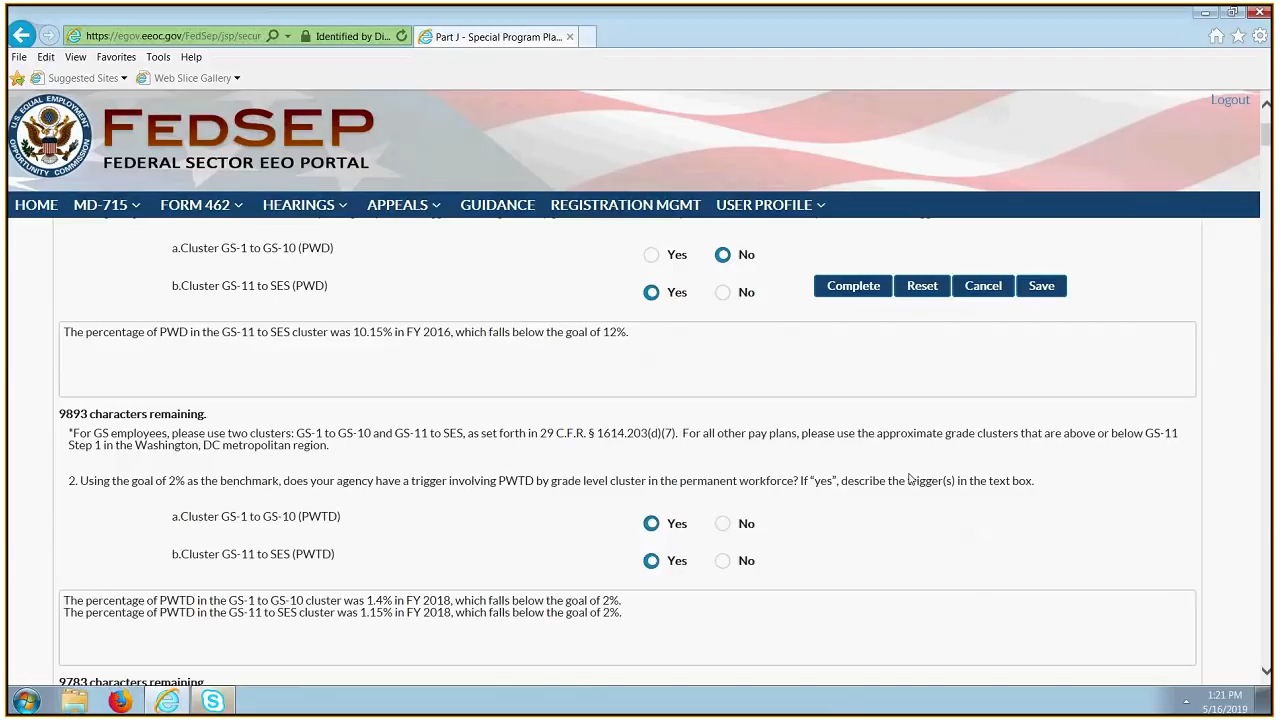 https://egov.eeoc.gov/FedSep/jsp/secur
Identified by Di...
Part J - Special Program Pla...
File Edit View Favorites Tools Help
Suggested Sites
Web Slice Gallery
U.S. EQUAL EMPLOYMENT OPPORTUNITY COMMISSION
FEDSEP
FEDERAL SECTOR EEO PORTAL
Logout
HOME MD-715 FORM 462 HEARINGS APPEALS GUIDANCE REGISTRATION MGMT USER PROFILE
a.Cluster GS-1 to GS-10 (PWD) Yes No
b.Cluster GS-11 to SES (PWD) Yes No
Complete Reset Cancel Save
The percentage of PWD in the GS-11 to SES cluster was 10.15% in FY 2016, which falls below the goal of 12%.
9893 characters remaining.
*For GS employees, please use two clusters: GS-1 to GS-10 and GS-11 to SES, as set forth in 29 C.F.R. § 1614.203(d)(7). For all other pay plans, please use the approximate grade clusters that are above or below GS-11
Step 1 in the Washington, DC metropolitan region.
2. Using the goal of 2% as the benchmark, does your agency have a trigger involving PWTD by grade level cluster in the permanent workforce? If “yes”, describe the trigger(s) in the text box.
a.Cluster GS-1 to GS-10 (PWTD) Yes No
b.Cluster GS-11 to SES (PWTD) Yes No
The percentage of PWTD in the GS-1 to GS-10 cluster was 1.4% in FY 2018, which falls below the goal of 2%.
The percentage of PWTD in the GS-11 to SES cluster was 1.15% in FY 2018, which falls below the goal of 2%.
9783 characters remaining
1:21 PM
5/16/2019